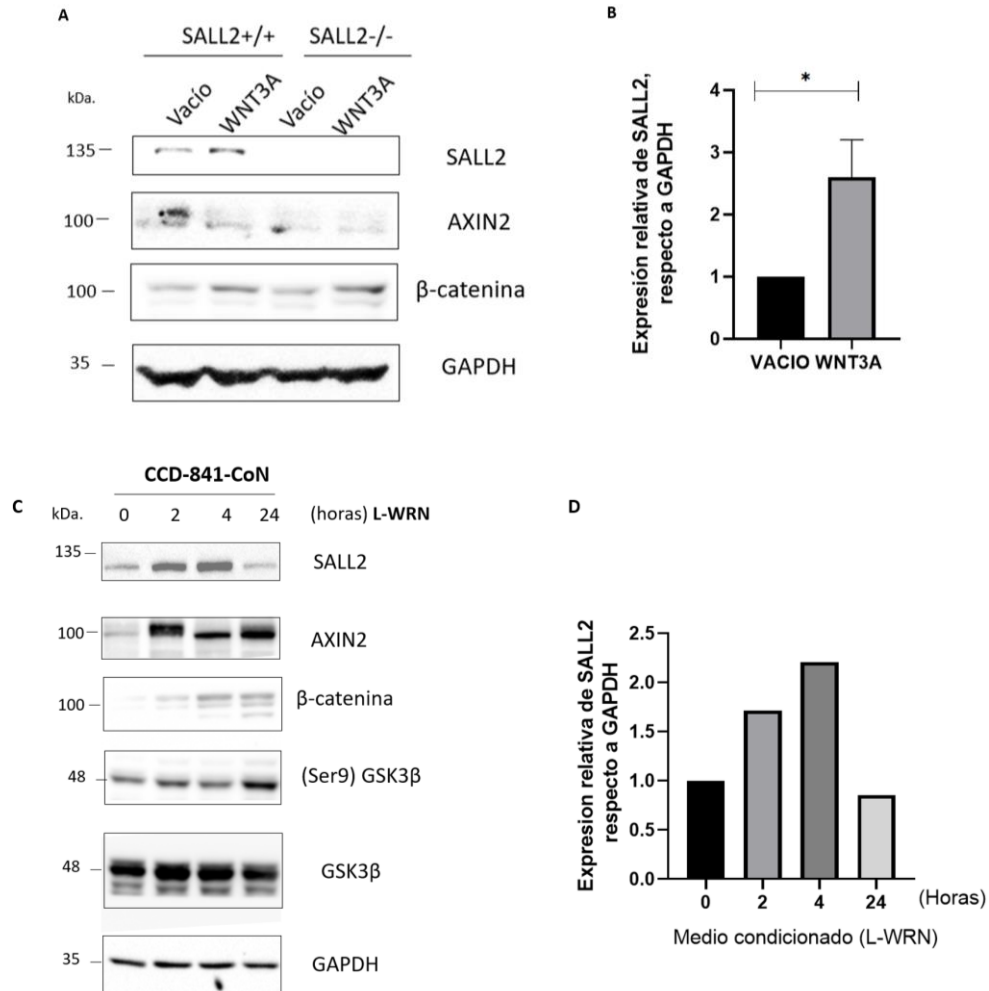 A
SALL2+/+ SALL2-/-
kDa. Vacío WNT3A Vacío WNT3A
135 SALL2
100 AXIN2
100 β-catenina
35 GAPDH
B
Expresión relativa de SALL2,
respecto a GAPDH
*
4
3
2
1
0
VACIO WNT3A
C
CCD-841-CoN
kDa. 0 2 4 24 (horas) L-WRN
135 SALL2
100 AXIN2
100 β-catenina
48 (Ser9) GSK3β
48 GSK3β
35 GAPDH
D
Expresion relativa de SALL2
respecto a GAPDH
2.5
2.0
1.5
1.0
0.5
0.0
0 2 4 24 (Horas)
Medio condicionado (L-WRN)